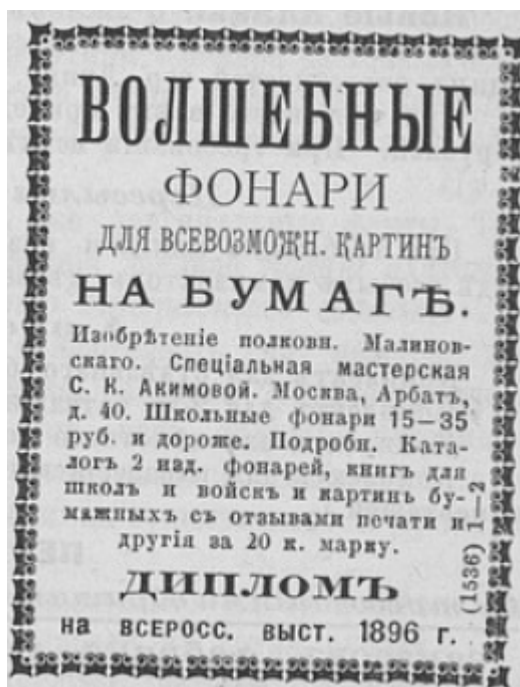 ВОЛШЕБНЫЕ
ФОНАРИ
ДЛЯ ВСЕВОЗМОЖН. КАРТИНЪ
НА БУМАГѢ.
Изобрѣтеніе полковн. Малинов-
скаго. Спеціальная мастерская
С. К. Акимовой. Москва, Арбатъ,
д. 40. Школьные фонари 15—35
руб. и дороже. Подробн. Ката-
логъ 2 изд. фонарей, книгъ для
школъ и войскъ и картинъ бу-
мажныхъ съ отзывами печати и
другія за 20 к. марку.
ДИПЛОМЪ
на ВСЕРОСС. ВЫСТ. 1896 г.
(1536) 1—2